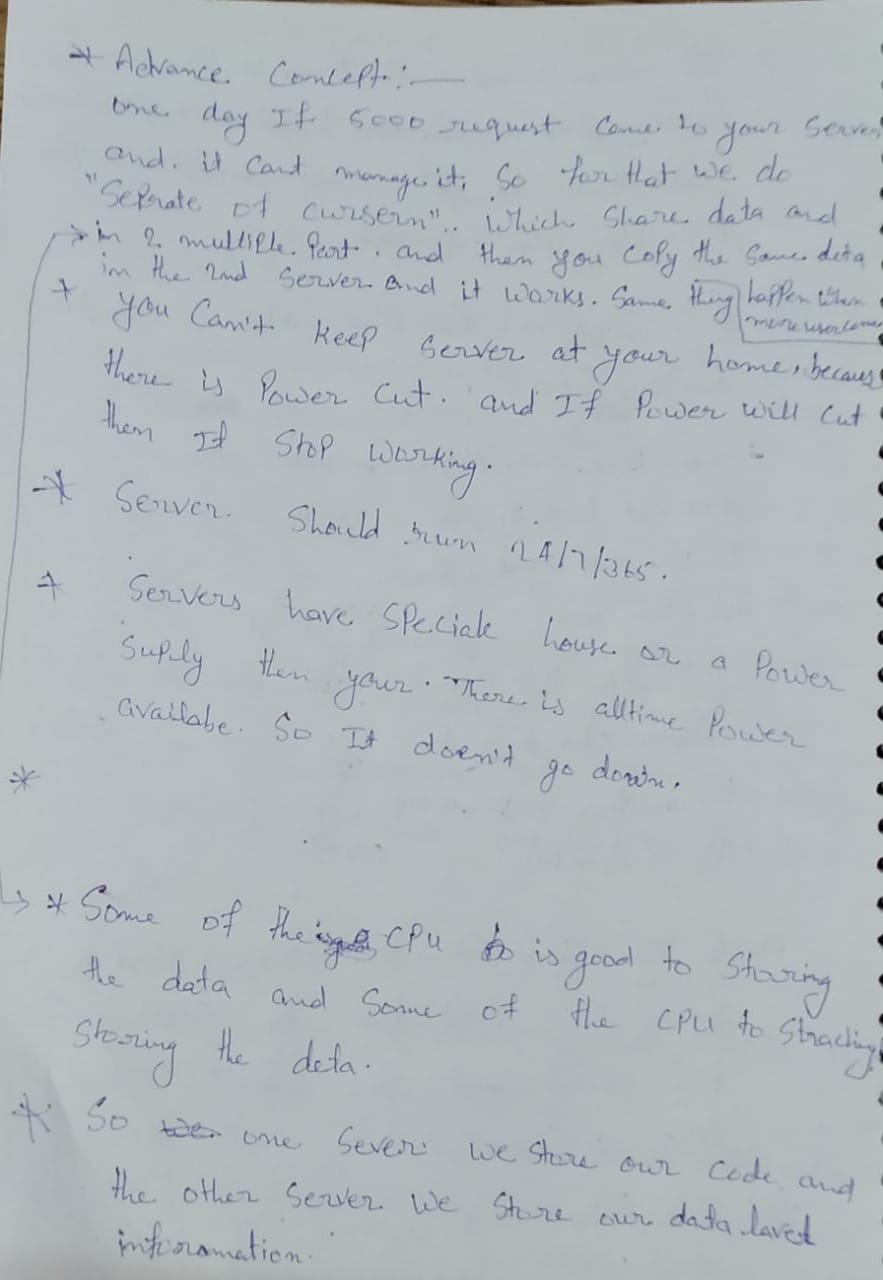 * Advance Concept :—
one day If 5000 request come to your Server
and. it cant manage it; So for that we do
"Seprate of cursern".. which Share data and
→ in 2 multiple Part. and then you copy the same data
in the 2nd Server and it works. Same thing happen when
more user come
* you Can't keep Server at your home, because
there is Power Cut. and If Power will cut
then It Stop working.
* Server. Should run 24/7/365.
* Servers have Speciale house or a Power
Suplly then your. There is alltime Power
availabe. So It doen't go down.
*
↳ * Some of the CPU is good to Storing
the data and Some of the CPU to
Storing the data.
* So one Sever we store our code and
the other Server we Store our data
inforomation.